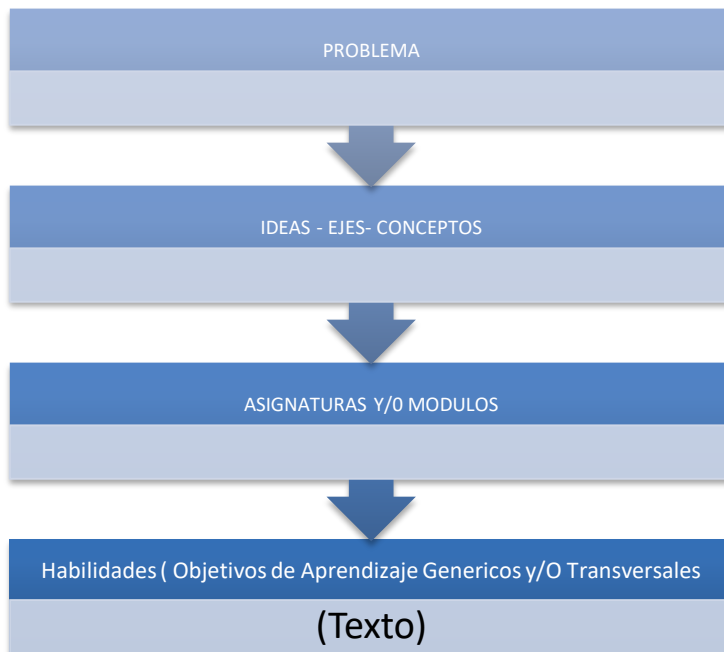 PROBLEMA
IDEAS - EJES- CONCEPTOS
ASIGNATURAS Y/0 MODULOS
Habilidades ( Objetivos de Aprendizaje Genericos y/O Transversales
(Texto)